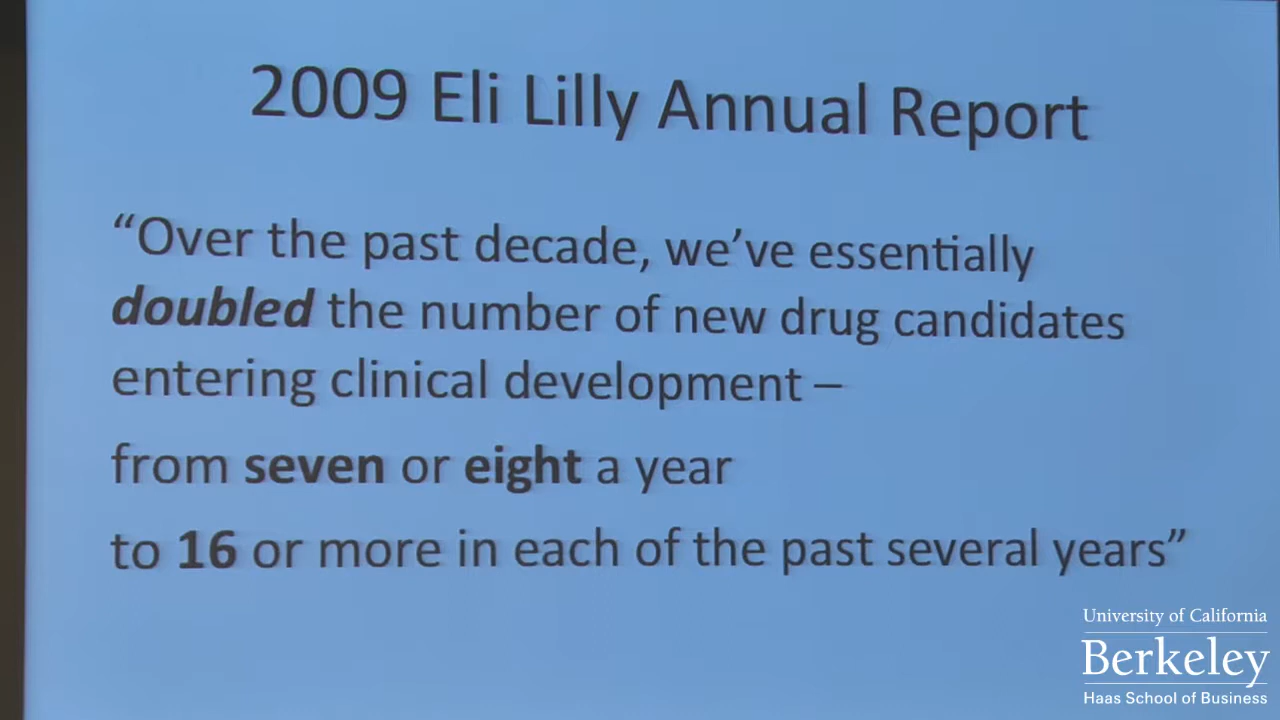 2009 Eli Lilly Annual Report
“Over the past decade, we’ve essentially
doubled the number of new drug candidates
entering clinical development –
from seven or eight a year
to 16 or more in each of the past several years”
University of California
Berkeley
Haas School of Business